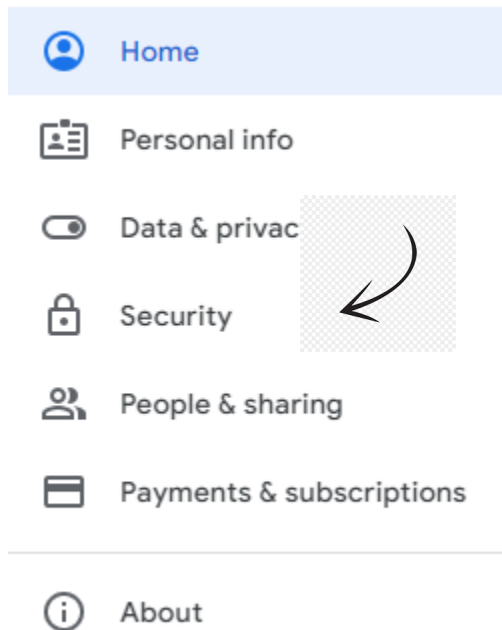 Home
Personal info
Data & privac
Security
People & sharing
Payments & subscriptions
About